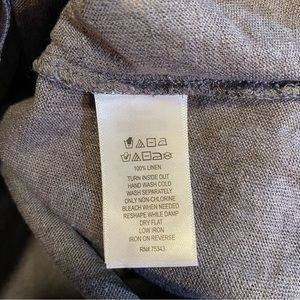 100% LINEN
TURN INSIDE OUT
HAND WASH COLD
WASH SEPARATELY
ONLY NON-CHLORINE
BLEACH WHEN NEEDED
RESHAPE WHILE DAMP
DRY FLAT
LOW IRON
IRON ON REVERSE
RN# 75343